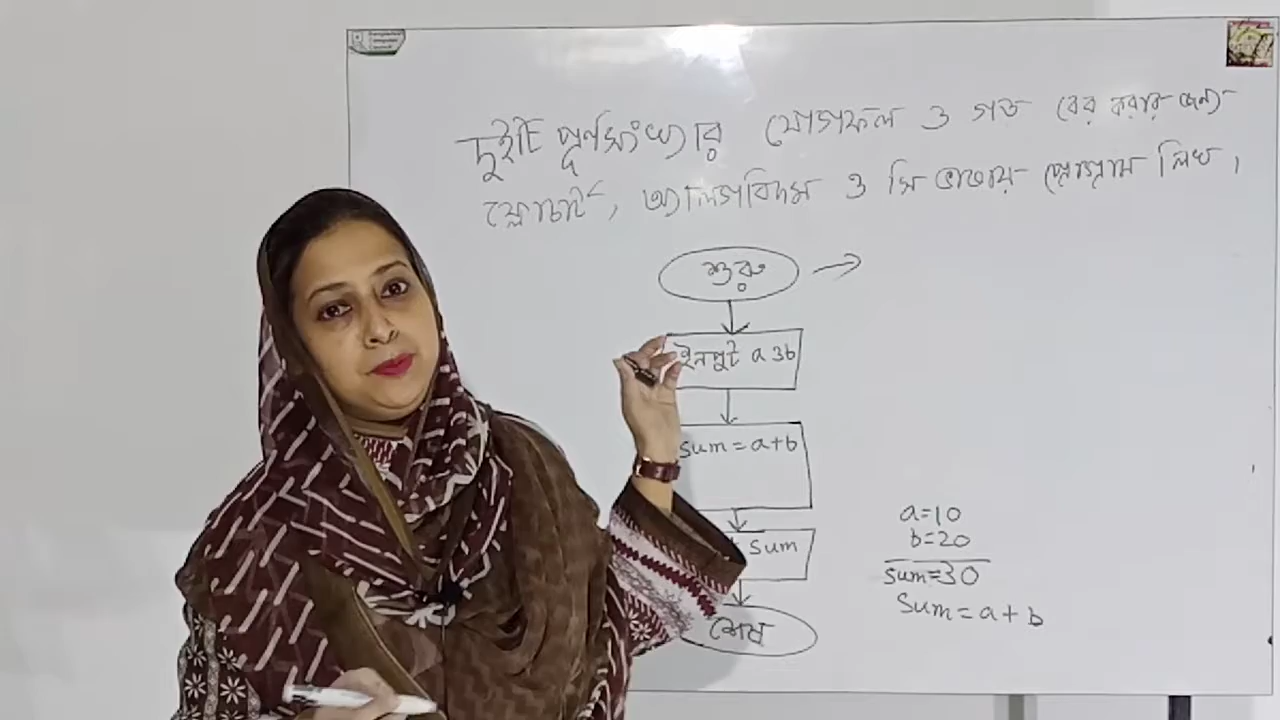 দুইটি পূর্ণসংখ্যার যোগফল ও গড় বের করার জন্য
ফ্লোচার্ট, অ্যালগরিদম ও সি ভাষায় প্রোগ্রাম লিখ।
শুরু
ইনপুট a ও b
sum = a+b
sum
শেষ
a=10
b=20
sum=30
sum = a + b